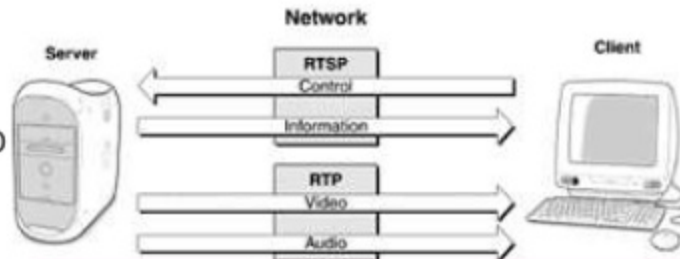 Network
Server
Client
RTSP
Control
Information
RTP
Video
Audio